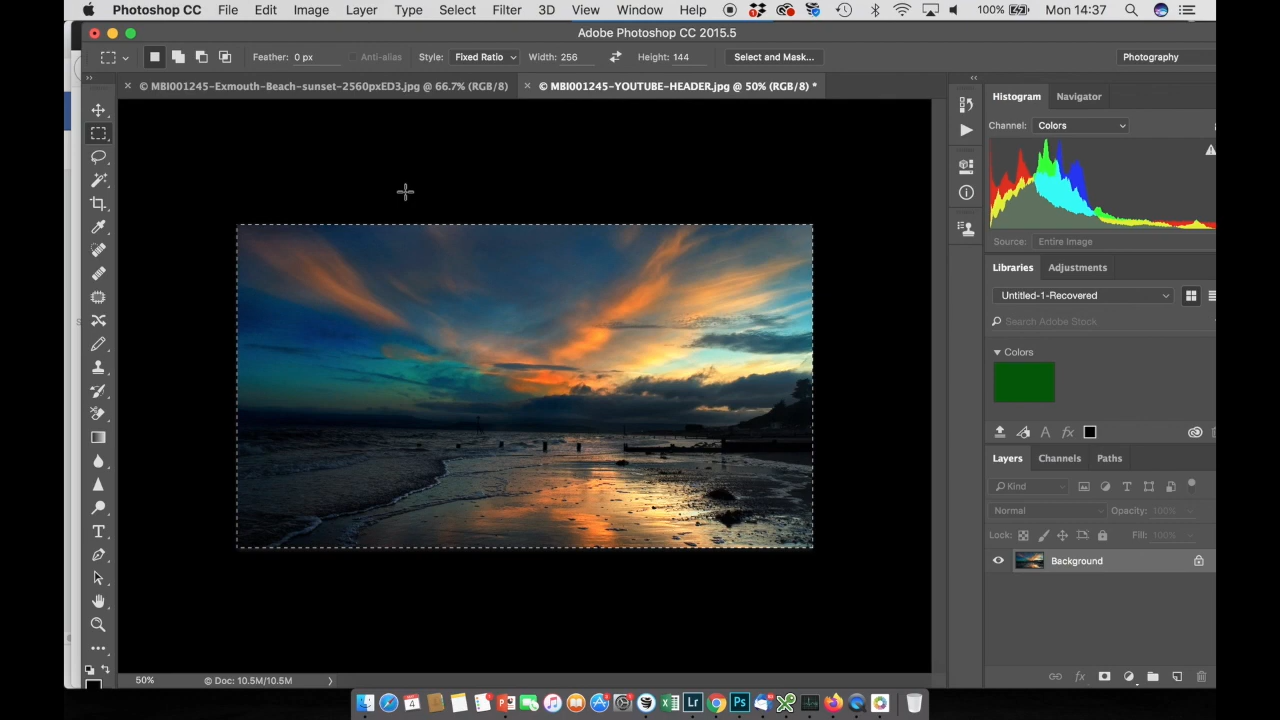 Photoshop CC File Edit Image Layer Type Select Filter 3D View Window Help 100% Mon 14:37
Adobe Photoshop CC 2015.5
Feather: 0 px Anti-alias Style: Fixed Ratio Width: 256 Height: 144 Select and Mask... Photography
× © MBI001245-Exmouth-Beach-sunset-2560pxED3.jpg @ 66.7% (RGB/8) × © MBI001245-YOUTUBE-HEADER.jpg @ 50% (RGB/8) *
Histogram Navigator
Channel: Colors
Source: Entire Image
Libraries Adjustments
Untitled-1-Recovered
Search Adobe Stock
Colors
Layers Channels Paths
Kind
Normal Opacity: 100%
Lock: Fill: 100%
Background
50% © Doc: 10.5M/10.5M
4
Lr Ps